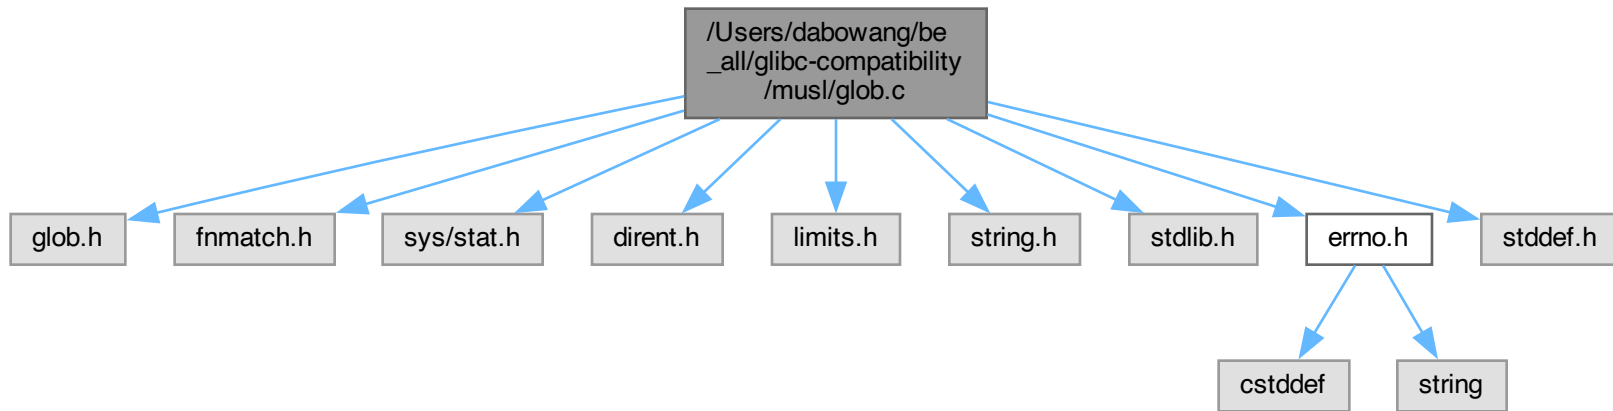 /Users/dabowang/be
_all/glibc-compatibility
/musl/glob.c
glob.h
fnmatch.h
sys/stat.h
dirent.h
limits.h
string.h
stdlib.h
errno.h
stddef.h
cstddef
string